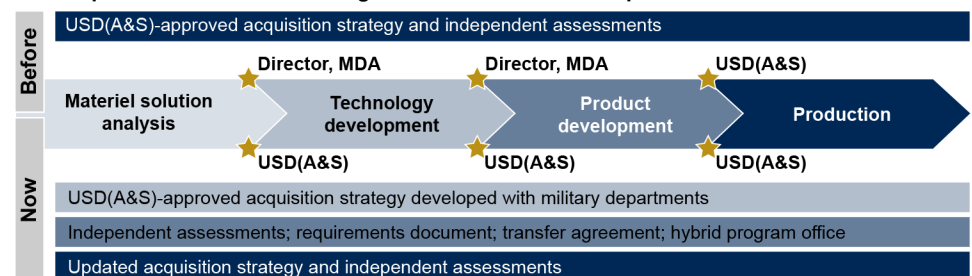 USD(A&S)-approved acquisition strategy and independent assessments
Before
Director, MDA
Director, MDA
USD(A&S)
Materiel solution
analysis
Technology
development
Product
development
Production
USD(A&S)
USD(A&S)
USD(A&S)
Now
USD(A&S)-approved acquisition strategy developed with military departments
Independent assessments; requirements document; transfer agreement; hybrid program office
Updated acquisition strategy and independent assessments